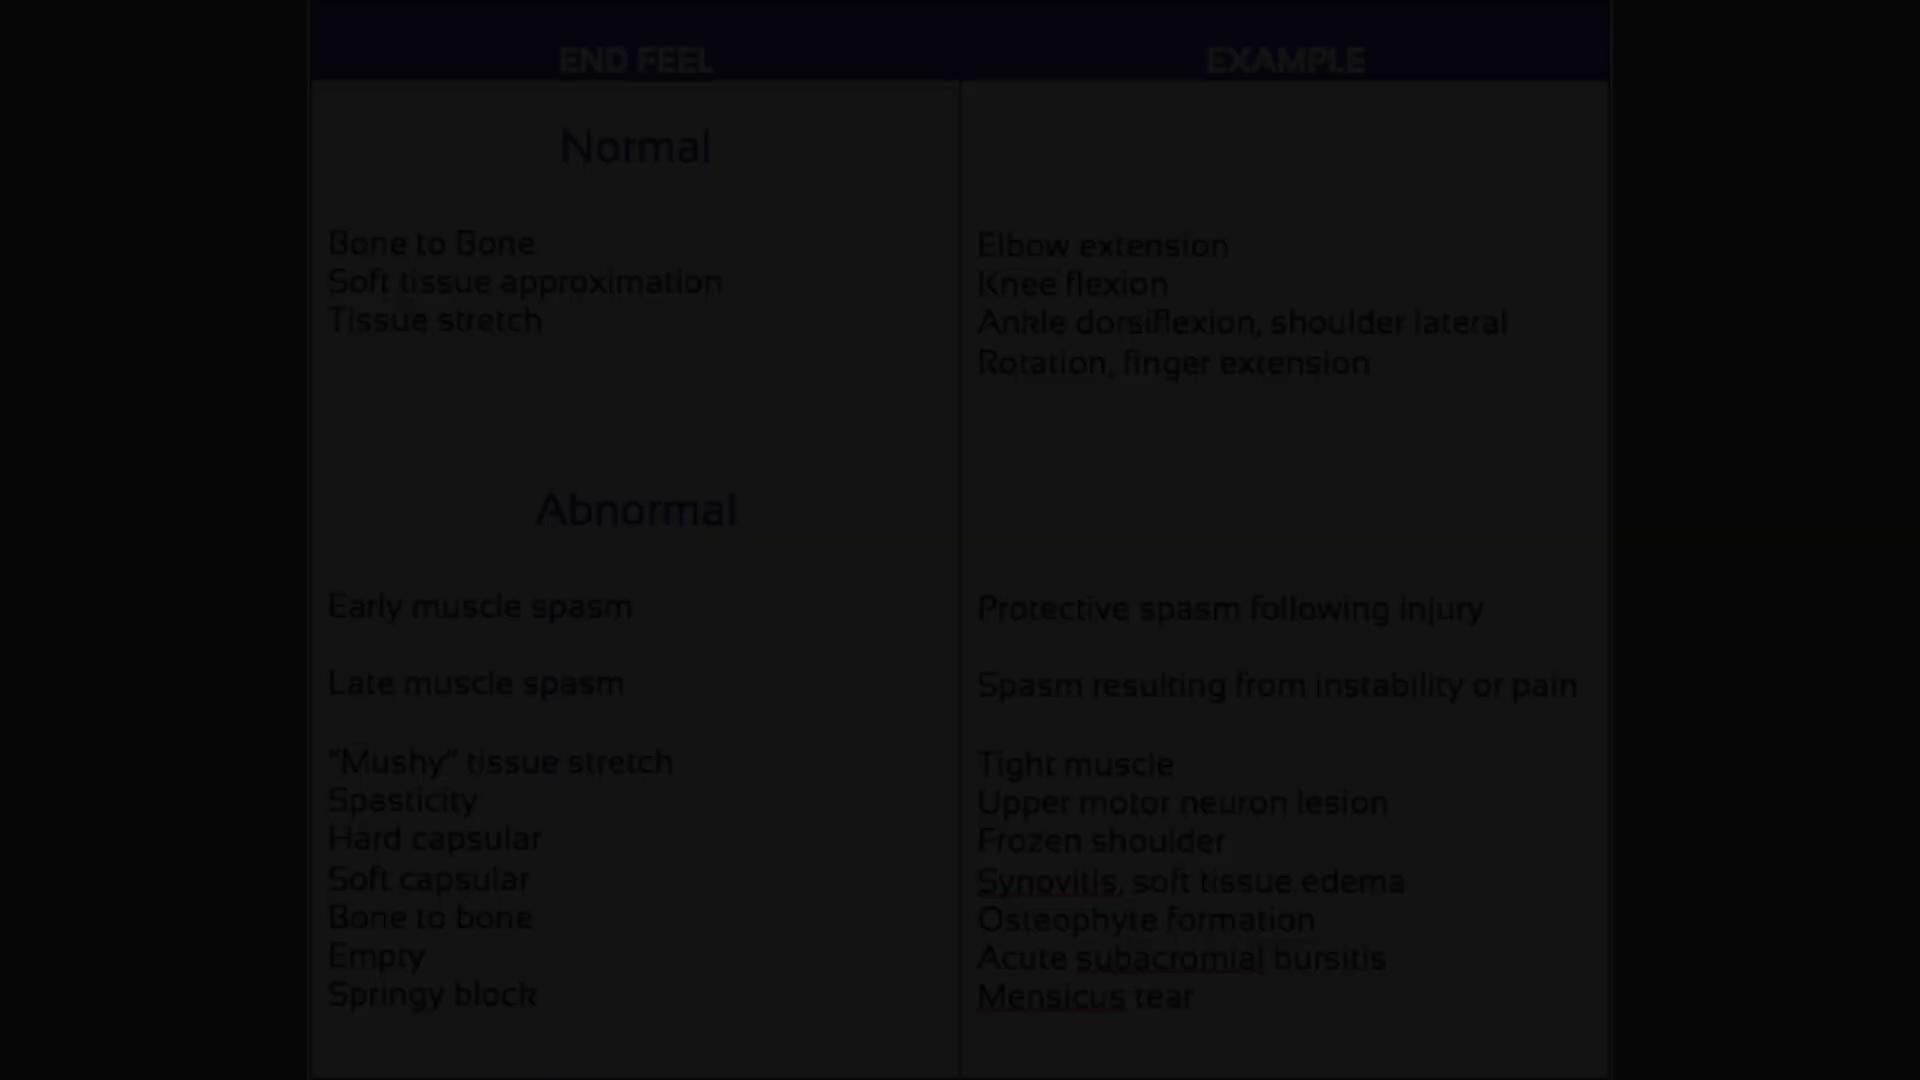 END FEEL EXAMPLE
Normal
Bone to Bone Elbow extension
Soft tissue approximation Knee flexion
Tissue stretch Ankle dorsiflexion, shoulder lateral
Rotation, finger extension
Abnormal
Early muscle spasm Protective spasm following injury
Late muscle spasm Spasm resulting from instability or pain
“Mushy” tissue stretch Tight muscle
Spasticity Upper motor neuron lesion
Hard capsular Frozen shoulder
Soft capsular Synovitis, soft tissue edema
Bone to bone Osteophyte formation
Empty Acute subacromial bursitis
Springy block Mensicus tear